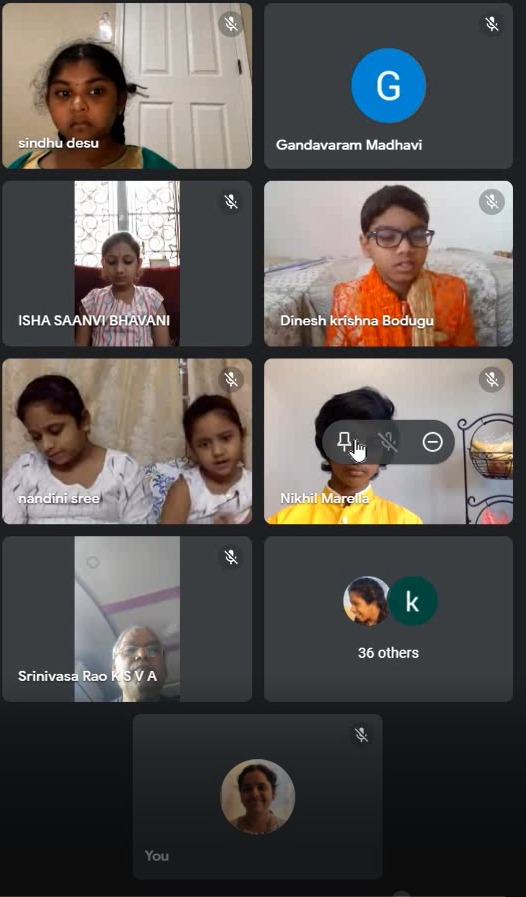 sindhu desu
G
Gandavaram Madhavi
ISHA SAANVI BHAVANI
Dinesh krishna Bodugu
nandini sree
Nikhil Marella
Srinivasa Rao K S V A
k
36 others
You